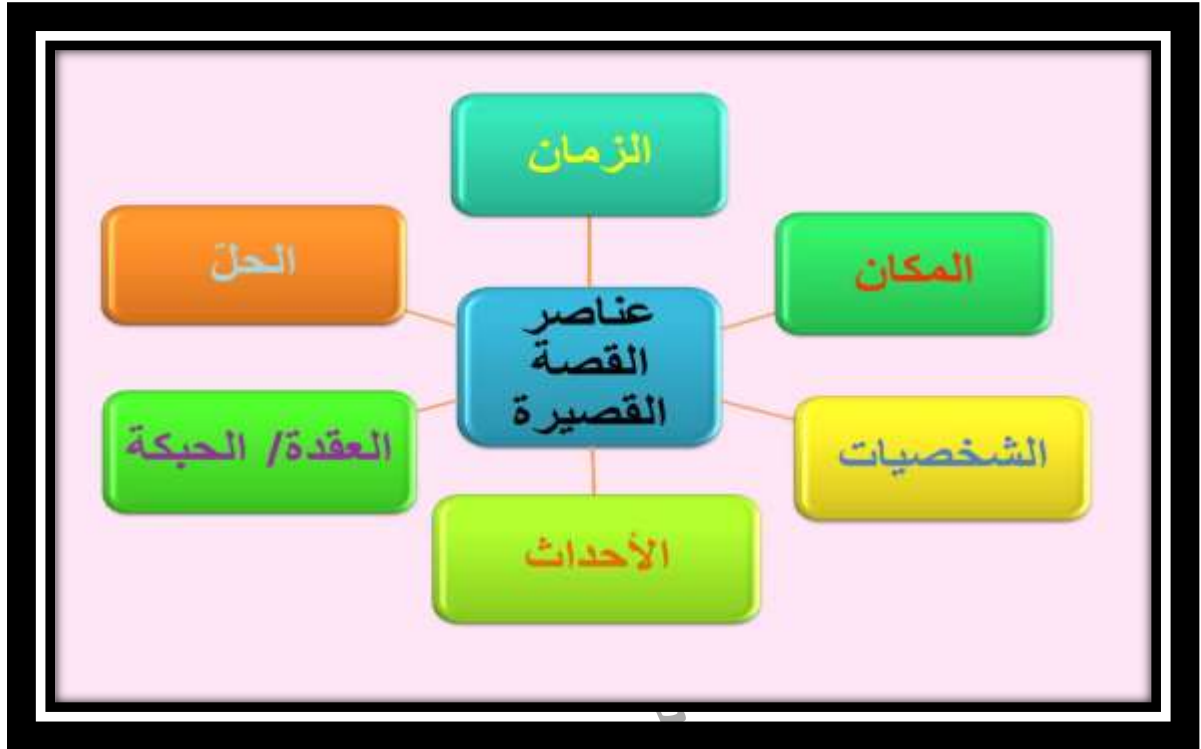 الزمان
المكان
الحلّ
عناصر
القصة
القصيرة
الشخصيات
العقدة/ الحبكة
الأحداث